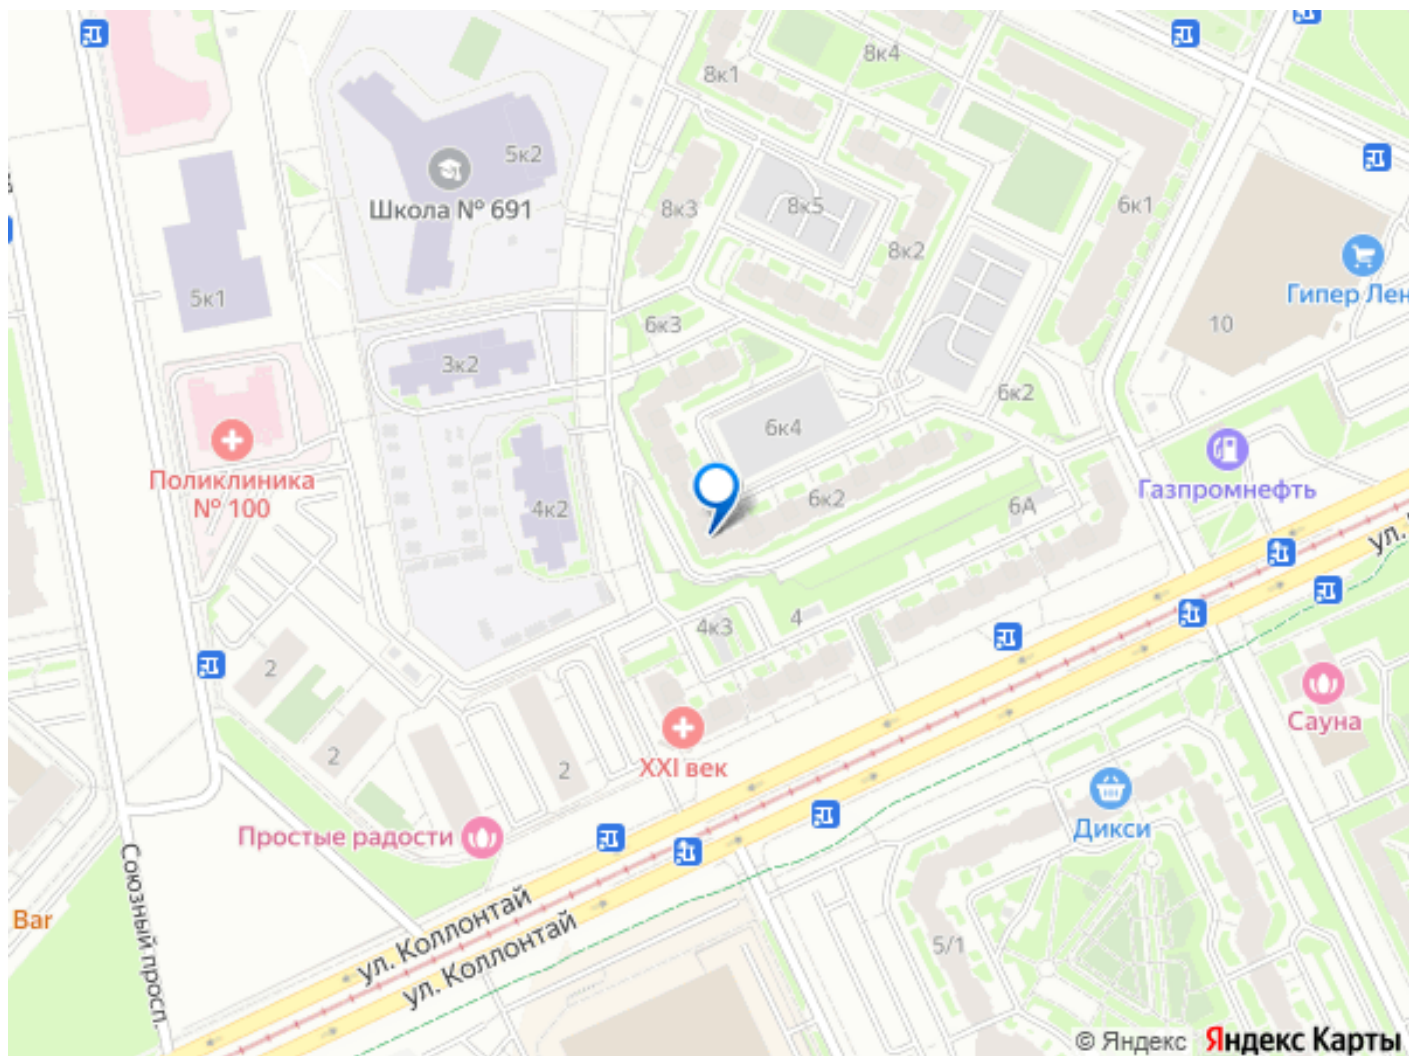 8к1
8к4
5к2
Школа № 691
8к3
8к5
8к2
6к1
Гипер Лен
10
5к1
6к3
3к2
6к2
6к4
Поликлиника
№ 100
4к2
6к2
6А
Газпромнефть
ул.
4к3
4
2
2
2
XXI век
Сауна
Простые радости
Дикси
Союзный просп.
Bar
ул. Коллонтай
ул. Коллонтай
5/1
© Яндекс Яндекс Карты